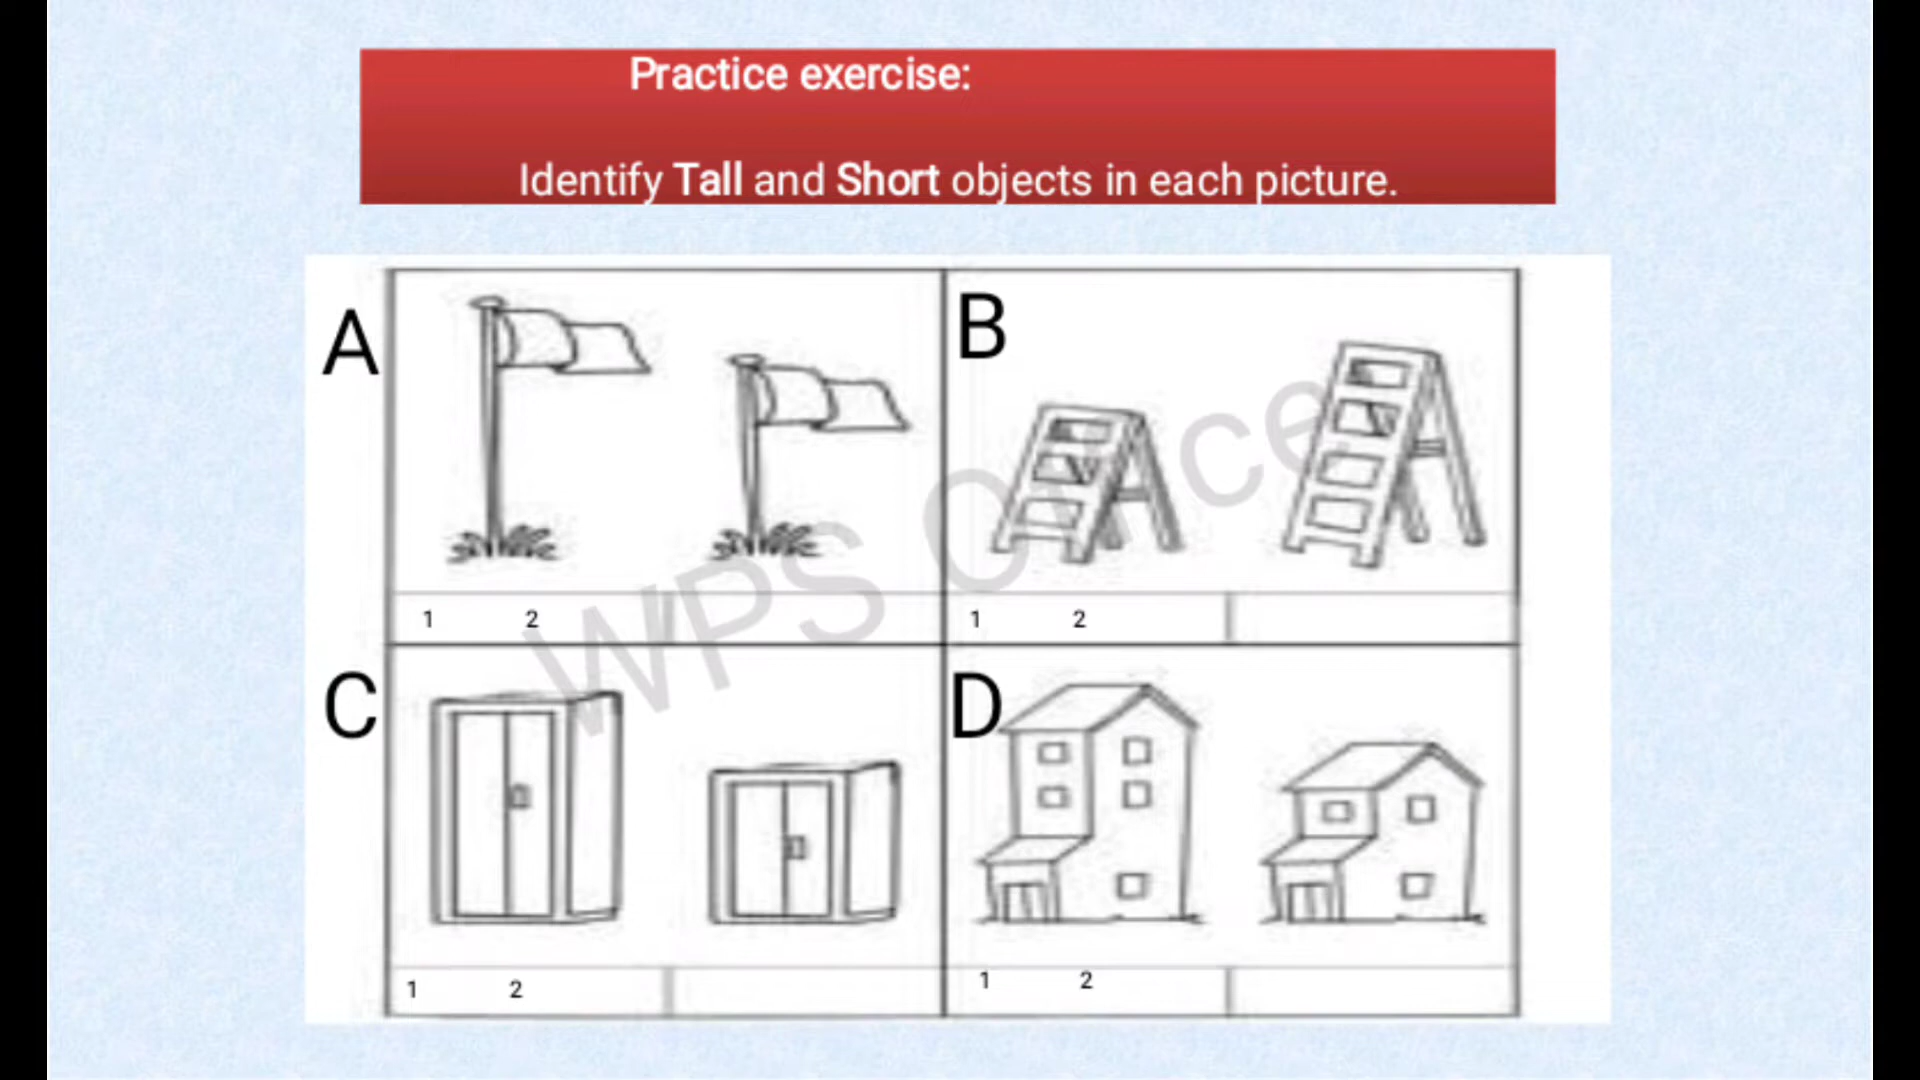 Practice exercise:
Identify Tall and Short objects in each picture.
A
B
1 2
1 2
C
D
1 2
1 2
WPS Office